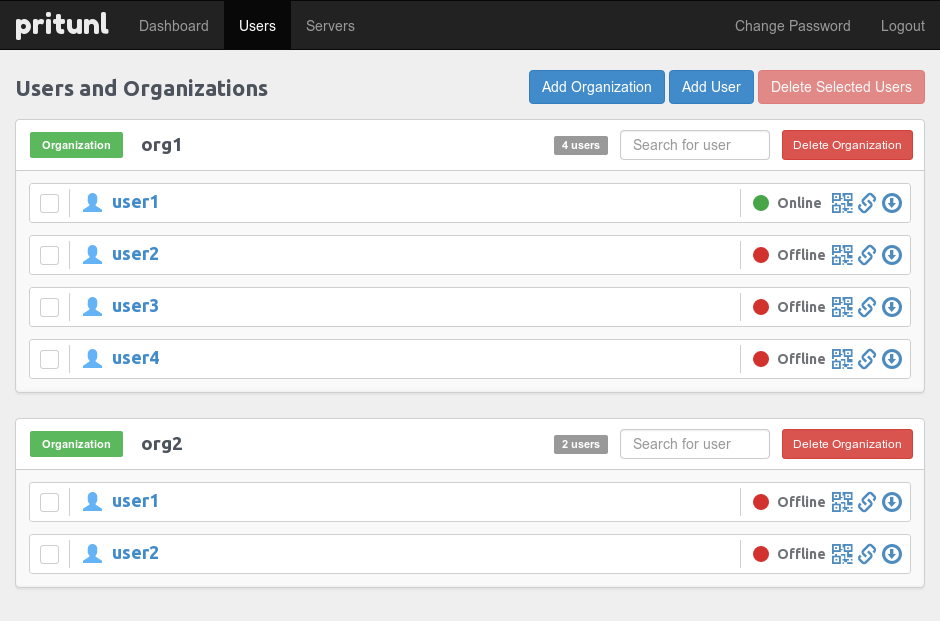 pritunl Dashboard Users Servers Change Password Logout
Users and Organizations Add Organization Add User Delete Selected Users
Organization org1 4 users Search for user Delete Organization
user1 Online
user2 Offline
user3 Offline
user4 Offline
Organization org2 2 users Search for user Delete Organization
user1 Offline
user2 Offline